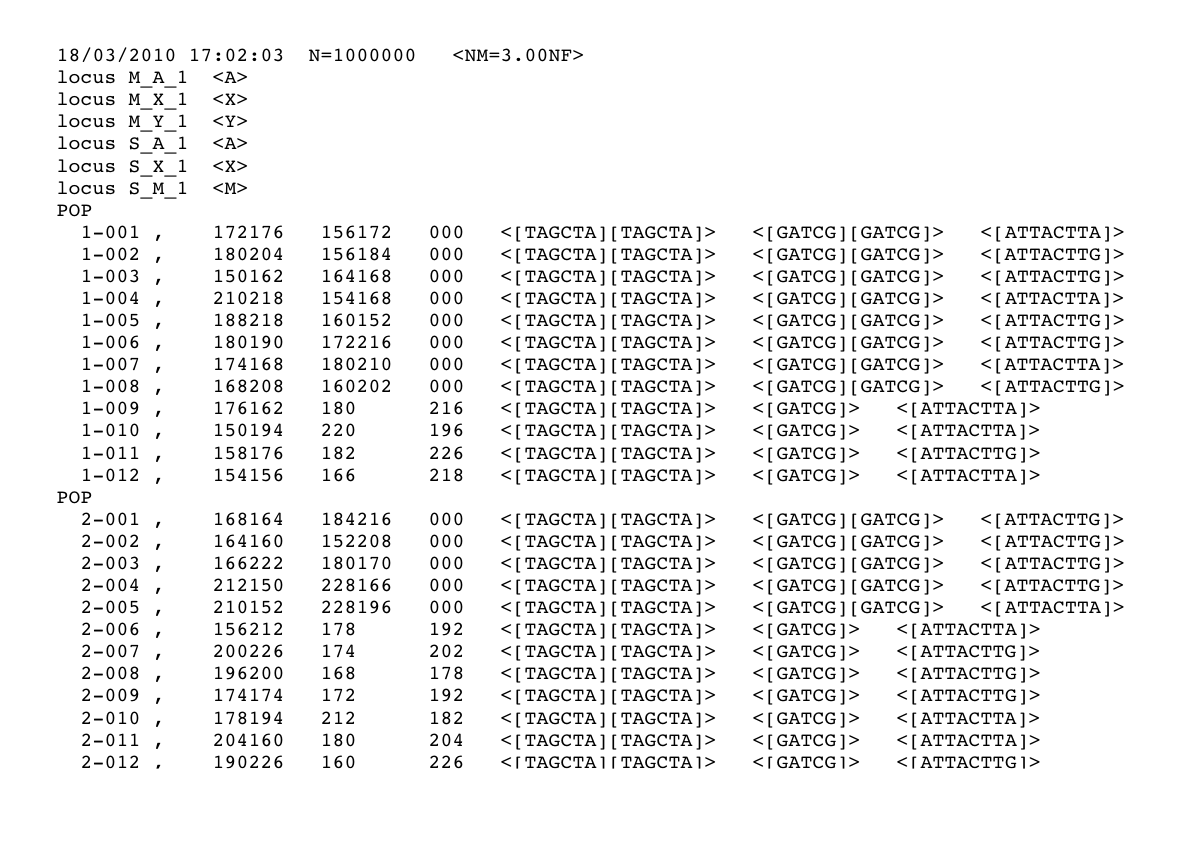 18/03/2010 17:02:03  N=1000000   <NM=3.00NF>
locus M_A_1  <A>
locus M_X_1  <X>
locus M_Y_1  <Y>
locus S_A_1  <A>
locus S_X_1  <X>
locus S_M_1  <M>
POP
  1-001 ,    172176   156172   000   <[TAGCTA][TAGCTA]>   <[GATCG][GATCG]>   <[ATTACTTA]>
  1-002 ,    180204   156184   000   <[TAGCTA][TAGCTA]>   <[GATCG][GATCG]>   <[ATTACTTG]>
  1-003 ,    150162   164168   000   <[TAGCTA][TAGCTA]>   <[GATCG][GATCG]>   <[ATTACTTG]>
  1-004 ,    210218   154168   000   <[TAGCTA][TAGCTA]>   <[GATCG][GATCG]>   <[ATTACTTA]>
  1-005 ,    188218   160152   000   <[TAGCTA][TAGCTA]>   <[GATCG][GATCG]>   <[ATTACTTG]>
  1-006 ,    180190   172216   000   <[TAGCTA][TAGCTA]>   <[GATCG][GATCG]>   <[ATTACTTA]>
  1-007 ,    174168   180210   000   <[TAGCTA][TAGCTA]>   <[GATCG][GATCG]>   <[ATTACTTA]>
  1-008 ,    168208   160202   000   <[TAGCTA][TAGCTA]>   <[GATCG][GATCG]>   <[ATTACTTG]>
  1-009 ,    176162   180      216   <[TAGCTA][TAGCTA]>   <[GATCG]>   <[ATTACTTA]>
  1-010 ,    150194   220      196   <[TAGCTA][TAGCTA]>   <[GATCG]>   <[ATTACTTA]>
  1-011 ,    158176   182      226   <[TAGCTA][TAGCTA]>   <[GATCG]>   <[ATTACTTG]>
  1-012 ,    154156   166      218   <[TAGCTA][TAGCTA]>   <[GATCG]>   <[ATTACTTA]>
POP
  2-001 ,    168164   184216   000   <[TAGCTA][TAGCTA]>   <[GATCG][GATCG]>   <[ATTACTTG]>
  2-002 ,    164160   152208   000   <[TAGCTA][TAGCTA]>   <[GATCG][GATCG]>   <[ATTACTTG]>
  2-003 ,    166222   180170   000   <[TAGCTA][TAGCTA]>   <[GATCG][GATCG]>   <[ATTACTTG]>
  2-004 ,    212150   228166   000   <[TAGCTA][TAGCTA]>   <[GATCG][GATCG]>   <[ATTACTTG]>
  2-005 ,    210152   228196   000   <[TAGCTA][TAGCTA]>   <[GATCG][GATCG]>   <[ATTACTTA]>
  2-006 ,    156212   178      192   <[TAGCTA][TAGCTA]>   <[GATCG]>   <[ATTACTTA]>
  2-007 ,    200226   174      202   <[TAGCTA][TAGCTA]>   <[GATCG]>   <[ATTACTTG]>
  2-008 ,    196200   168      178   <[TAGCTA][TAGCTA]>   <[GATCG]>   <[ATTACTTG]>
  2-009 ,    174174   172      192   <[TAGCTA][TAGCTA]>   <[GATCG]>   <[ATTACTTG]>
  2-010 ,    178194   212      182   <[TAGCTA][TAGCTA]>   <[GATCG]>   <[ATTACTTA]>
  2-011 ,    204160   180      204   <[TAGCTA][TAGCTA]>   <[GATCG]>   <[ATTACTTA]>
  2-012 ,    190226   160      226   <[TAGCTA][TAGCTA]>   <[GATCG]>   <[ATTACTTG]>